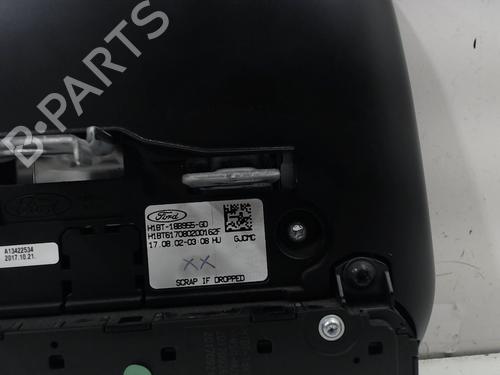 B-PARTS
Ford
Ford
H1BT-18B955-GD
H1BT617080200162F
17.08.02-03:08 HU
GJCMC
XX
SCRAP IF DROPPED
A13422534
2017.10.21.